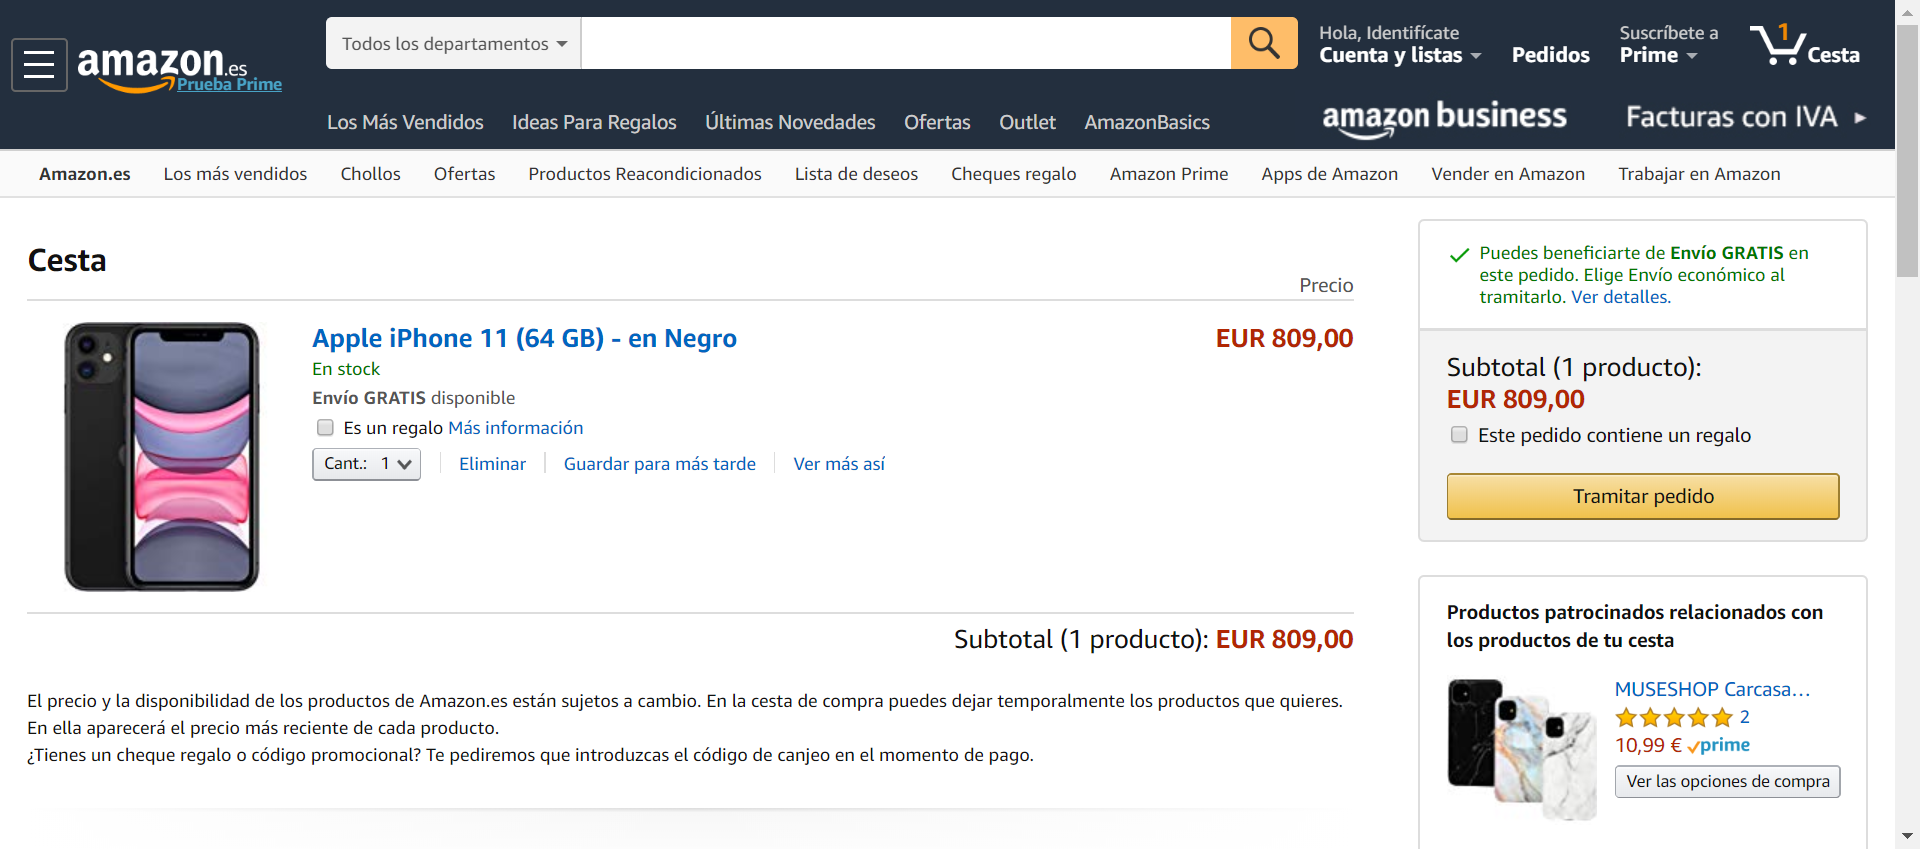 Todos los departamentos
Hola, Identifícate
Cuenta y listas
Pedidos
Suscríbete a
Prime
1
Cesta
amazon.es
Prueba Prime
Los Más Vendidos
Ideas Para Regalos
Últimas Novedades
Ofertas
Outlet
AmazonBasics
amazon business
Facturas con IVA
Amazon.es
Los más vendidos
Chollos
Ofertas
Productos Reacondicionados
Lista de deseos
Cheques regalo
Amazon Prime
Apps de Amazon
Vender en Amazon
Trabajar en Amazon
Cesta
Precio
Apple iPhone 11 (64 GB) - en Negro
EUR 809,00
En stock
Envío GRATIS disponible
Es un regalo Más información
Cant.: 1
Eliminar
Guardar para más tarde
Ver más así
Subtotal (1 producto): EUR 809,00
El precio y la disponibilidad de los productos de Amazon.es están sujetos a cambio. En la cesta de compra puedes dejar temporalmente los productos que quieres.
En ella aparecerá el precio más reciente de cada producto.
¿Tienes un cheque regalo o código promocional? Te pediremos que introduzcas el código de canjeo en el momento de pago.
Puedes beneficiarte de Envío GRATIS en
este pedido. Elige Envío económico al
tramitarlo. Ver detalles.
Subtotal (1 producto):
EUR 809,00
Este pedido contiene un regalo
Tramitar pedido
Productos patrocinados relacionados con
los productos de tu cesta
MUSESHOP Carcasa...
2
10,99 € prime
Ver las opciones de compra